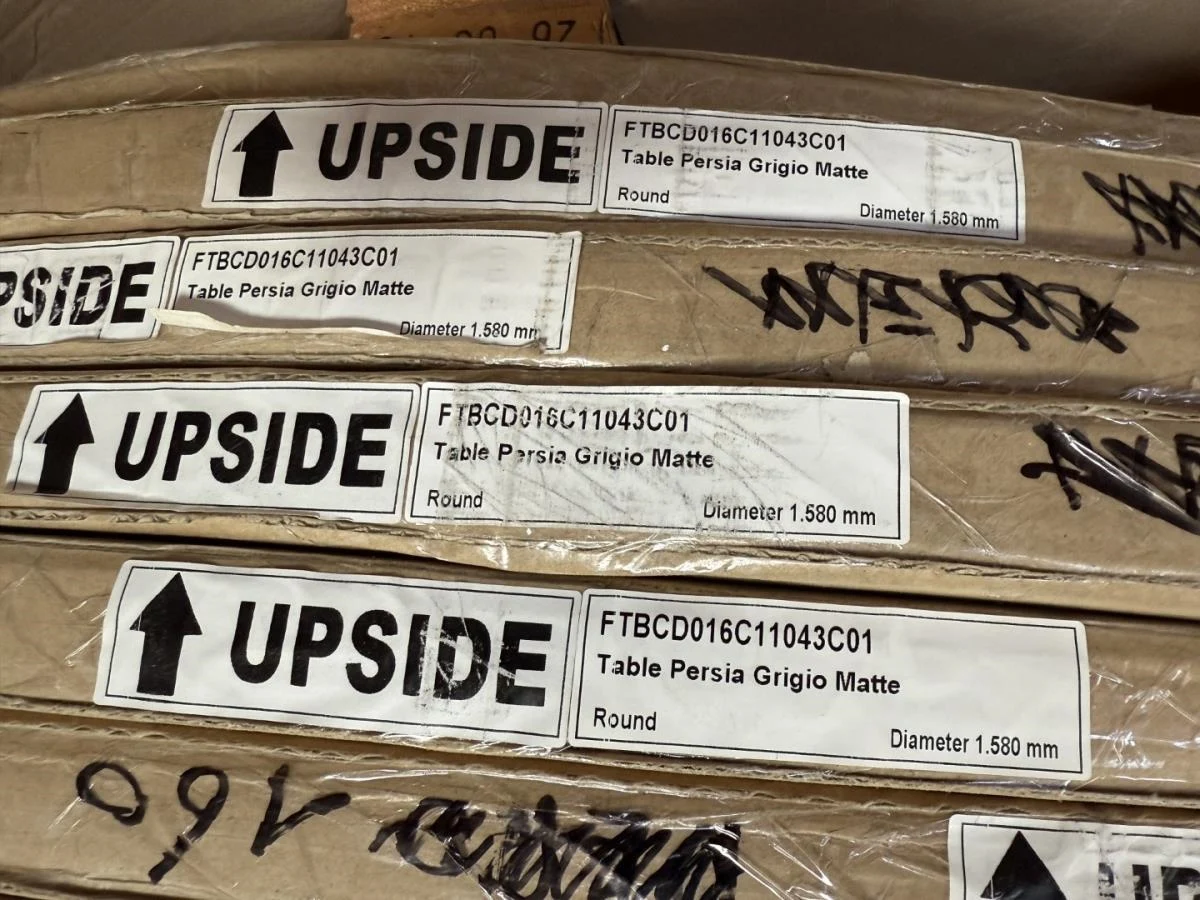 UPSIDE
FTBCD016C11043C01
Table Persia Grigio Matte
Round
Diameter 1.580 mm
UPSIDE
FTBCD016C11043C01
Table Persia Grigio Matte
Diameter 1.580 mm
UPSIDE
FTBCD016C11043C01
Table Persia Grigio Matte
Round
Diameter 1.580 mm
UPSIDE
FTBCD016C11043C01
Table Persia Grigio Matte
Round
Diameter 1.580 mm